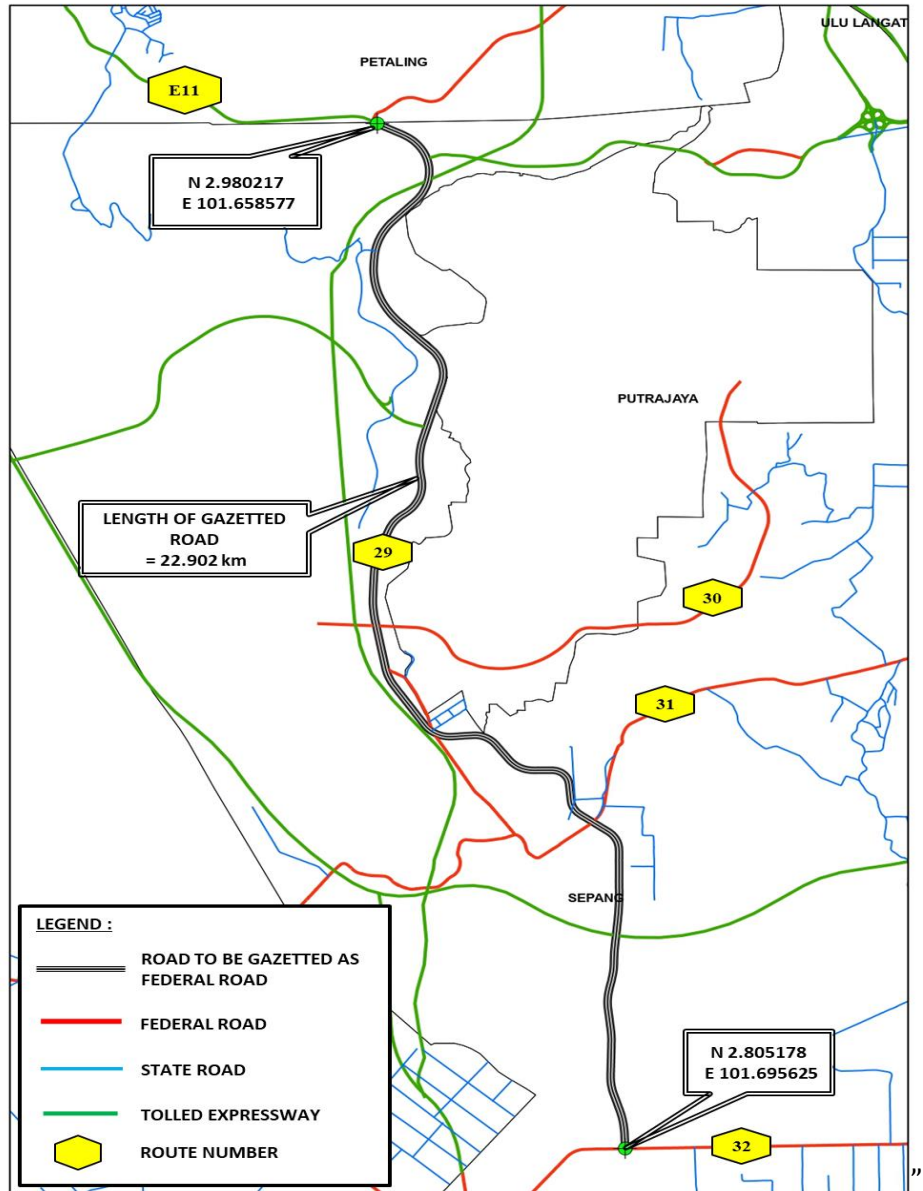 ULU LANGAT
PETALING
E11
N 2.980217
E 101.658577
PUTRAJAYA
LENGTH OF GAZETTED
ROAD
= 22.902 km
29
30
31
SEPANG
N 2.805178
E 101.695625
32
LEGEND :
ROAD TO BE GAZETTED AS
FEDERAL ROAD
FEDERAL ROAD
STATE ROAD
TOLLED EXPRESSWAY
ROUTE NUMBER
”